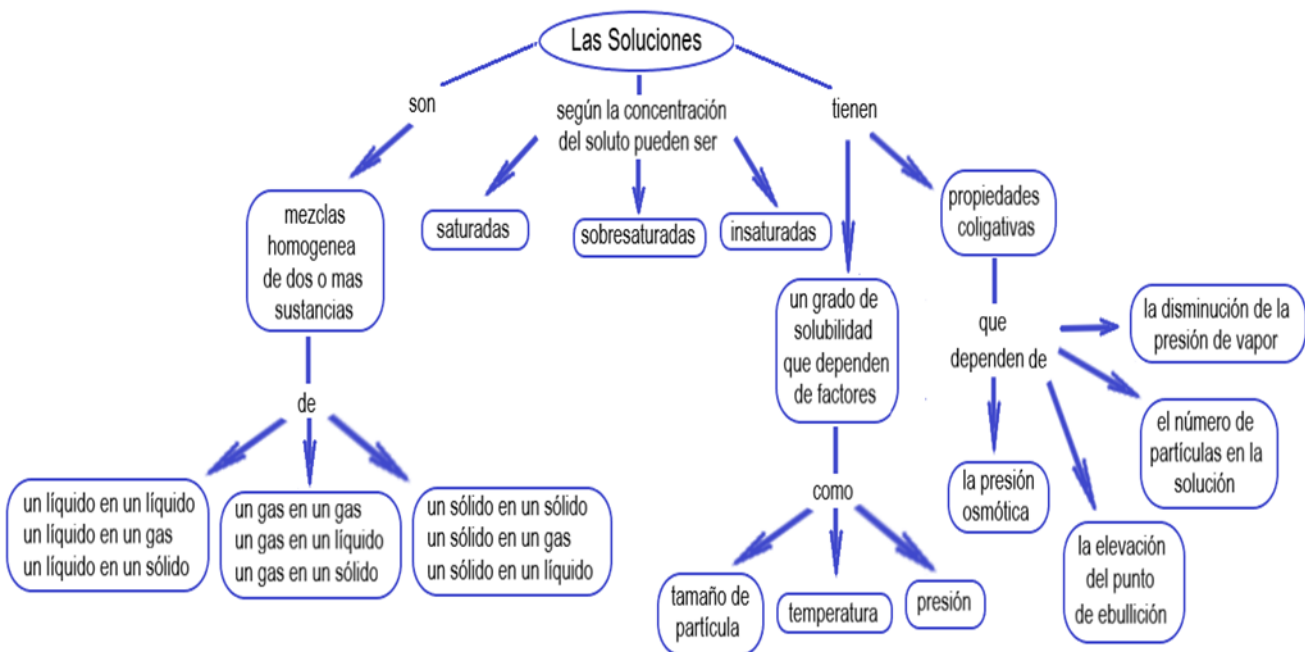 Las Soluciones
son
mezclas
homogenea
de dos o mas
sustancias
de
un líquido en un líquido
un líquido en un gas
un líquido en un sólido
un gas en un gas
un gas en un líquido
un gas en un sólido
un sólido en un sólido
un sólido en un gas
un sólido en un líquido
según la concentración
del soluto pueden ser
saturadas
sobresaturadas
insaturadas
tienen
un grado de
solubilidad
que dependen
de factores
como
tamaño de
partícula
temperatura
presión
propiedades
coligativas
que
dependen de
la presión
osmótica
la elevación
del punto
de ebullición
el número de
partículas en la
solución
la disminución de la
presión de vapor